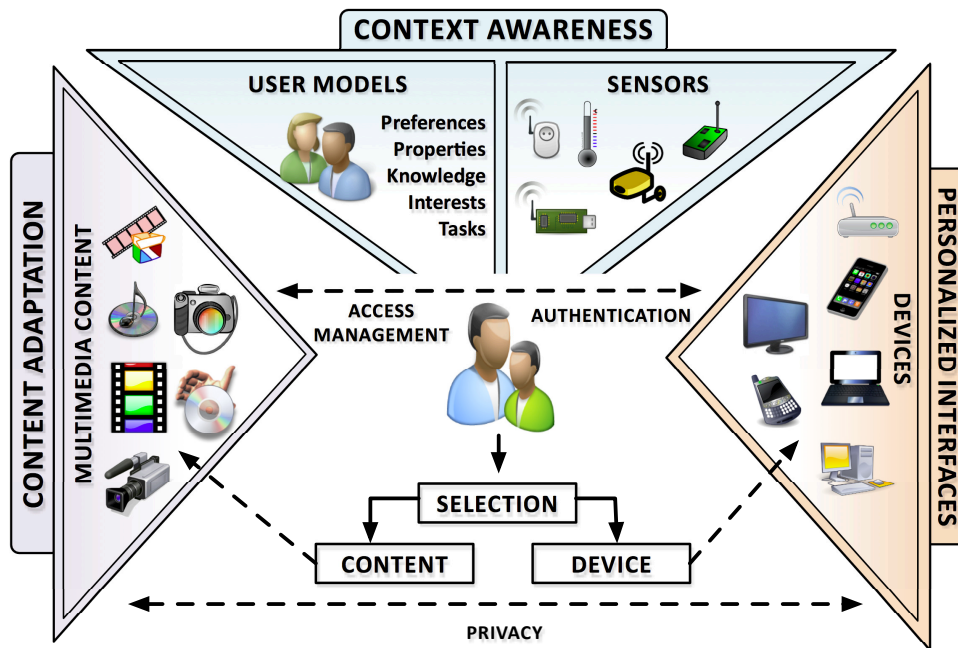 CONTEXT AWARENESS
USER MODELS
Preferences
Properties
Knowledge
Interests
Tasks
SENSORS
CONTENT ADAPTATION
MULTIMEDIA CONTENT
PERSONALIZED INTERFACES
DEVICES
ACCESS
MANAGEMENT
AUTHENTICATION
SELECTION
CONTENT
DEVICE
PRIVACY